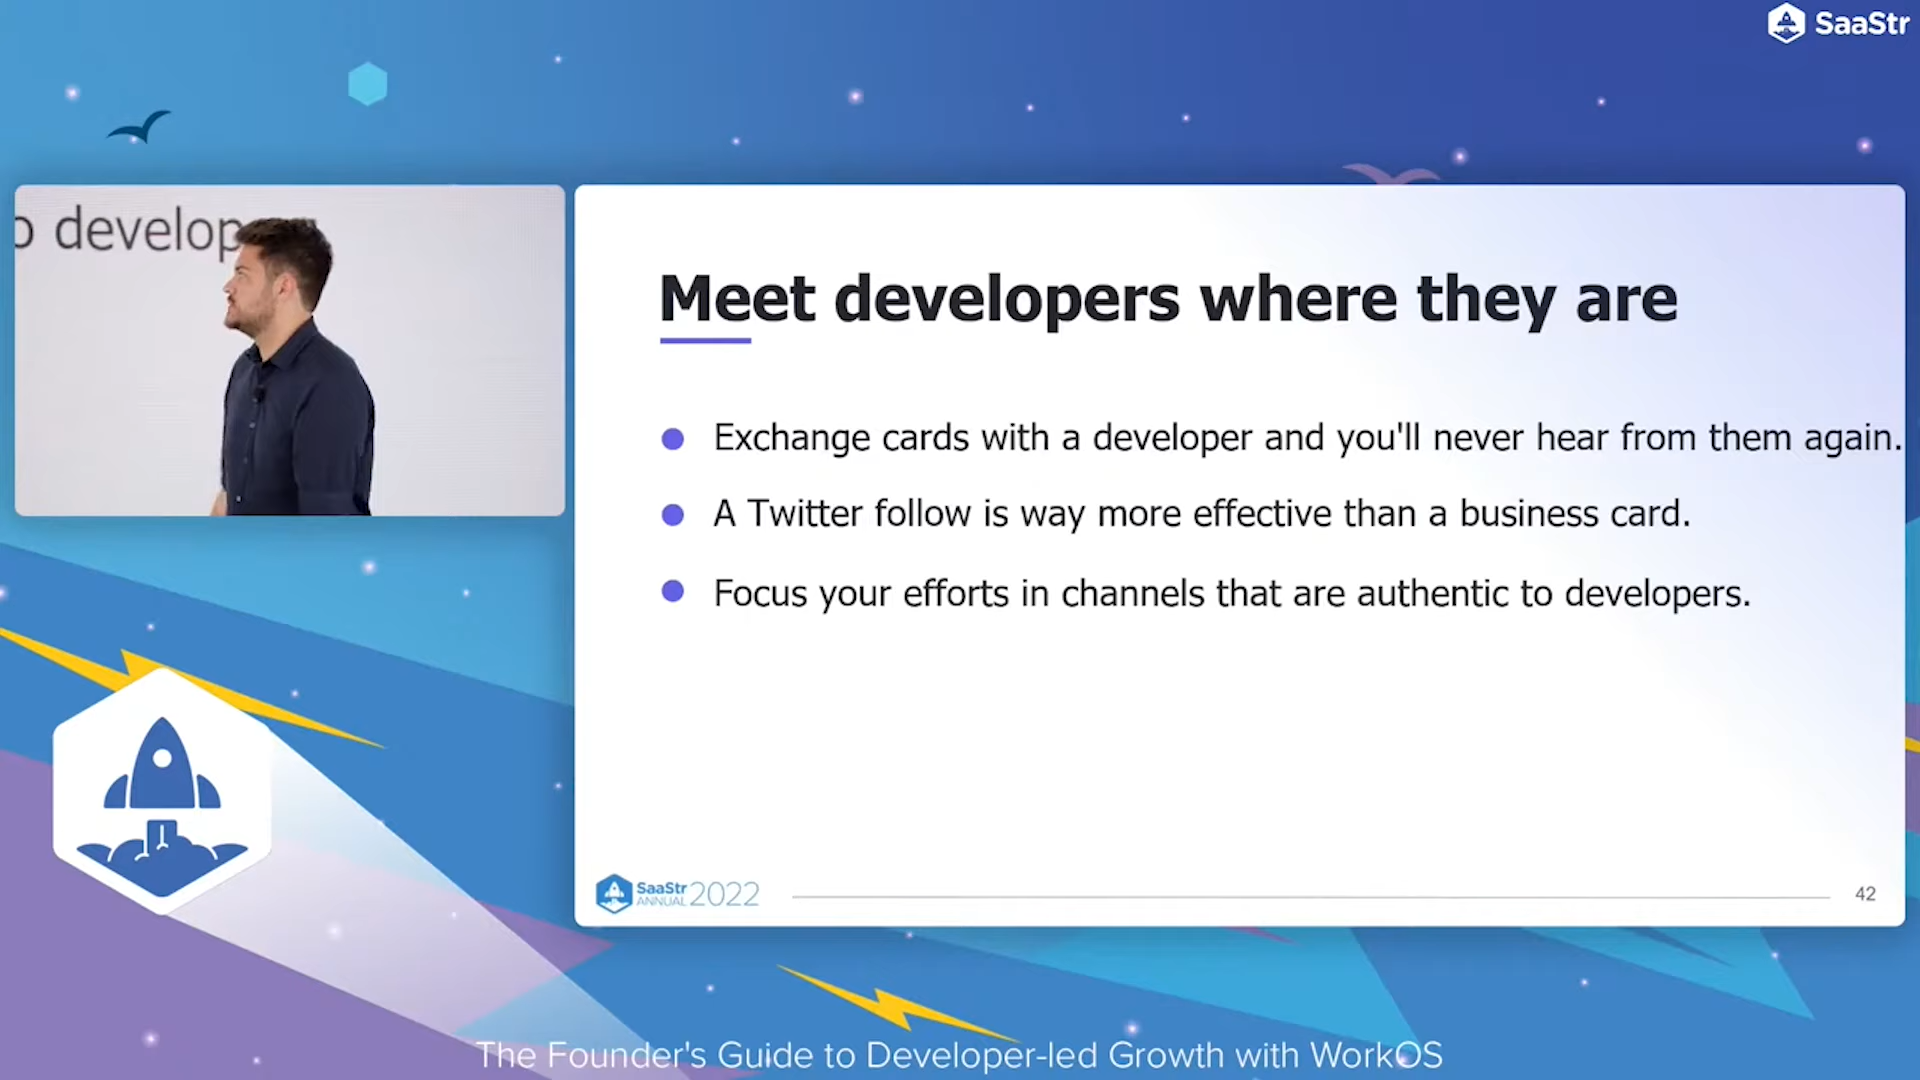 SaaStr
o develop
Meet developers where they are
Exchange cards with a developer and you'll never hear from them again.
A Twitter follow is way more effective than a business card.
Focus your efforts in channels that are authentic to developers.
SaaStr
ANNUAL 2022
42
The Founder's Guide to Developer-led Growth with WorkOS